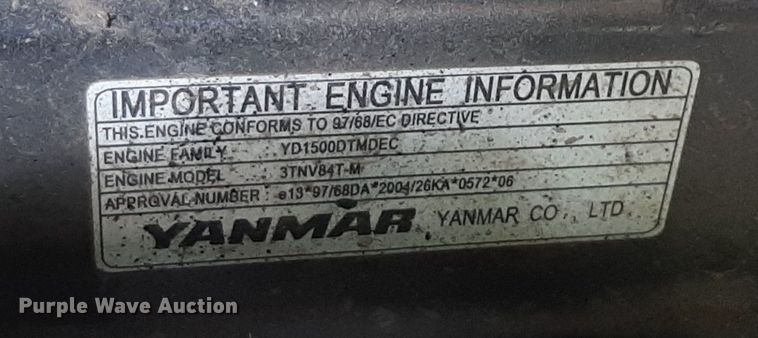 IMPORTANT ENGINE INFORMATION
THIS ENGINE CONFORMS TO 97/68/EC DIRECTIVE
ENGINE FAMILY YD1500DTMDEC
ENGINE MODEL 3TNV84T-M
APPROVAL NUMBER e13*97/68DA*2004/26KA*0572*06
YANMAR YANMAR CO., LTD
Purple Wave Auction